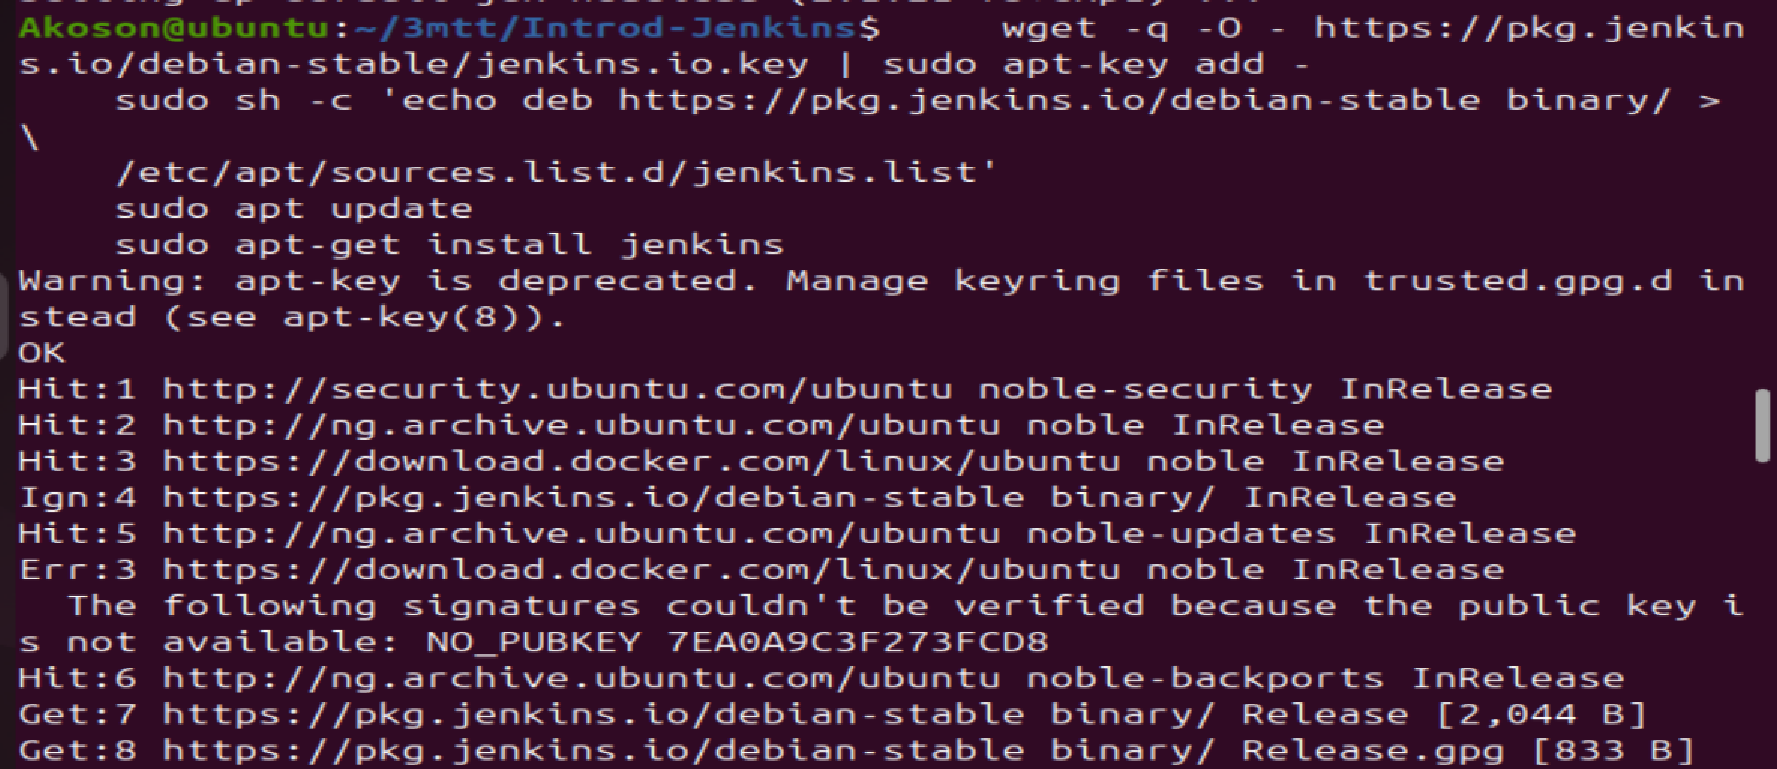 Akoson@ubuntu:~/3mtt/Introd-Jenkins$     wget -q -O - https://pkg.jenkin
s.io/debian-stable/jenkins.io.key | sudo apt-key add -
    sudo sh -c 'echo deb https://pkg.jenkins.io/debian-stable binary/ >
\
    /etc/apt/sources.list.d/jenkins.list'
    sudo apt update
    sudo apt-get install jenkins
Warning: apt-key is deprecated. Manage keyring files in trusted.gpg.d in
stead (see apt-key(8)).
OK
Hit:1 http://security.ubuntu.com/ubuntu noble-security InRelease
Hit:2 http://ng.archive.ubuntu.com/ubuntu noble InRelease
Hit:3 https://download.docker.com/linux/ubuntu noble InRelease
Ign:4 https://pkg.jenkins.io/debian-stable binary/ InRelease
Hit:5 http://ng.archive.ubuntu.com/ubuntu noble-updates InRelease
Err:3 https://download.docker.com/linux/ubuntu noble InRelease
  The following signatures couldn't be verified because the public key i
s not available: NO_PUBKEY 7EA0A9C3F273FCD8
Hit:6 http://ng.archive.ubuntu.com/ubuntu noble-backports InRelease
Get:7 https://pkg.jenkins.io/debian-stable binary/ Release [2,044 B]
Get:8 https://pkg.jenkins.io/debian-stable binary/ Release.gpg [833 B]